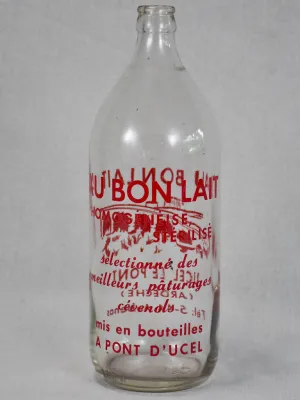 AU BON LAIT
HOMOGENEISE,
STERILISE
sélectionné des
meilleurs pâturages
cévenols
mis en bouteilles
A PONT D'UCEL